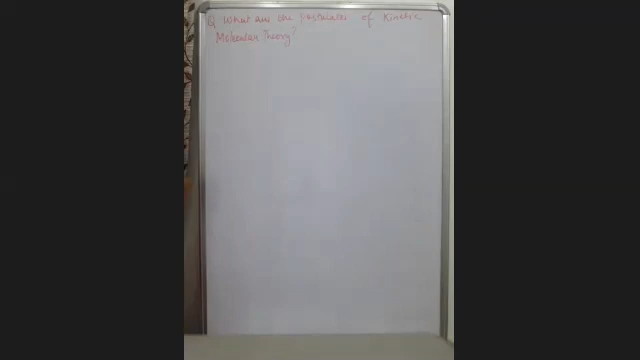 Q What are the postulates of Kinetic
Molecular Theory?